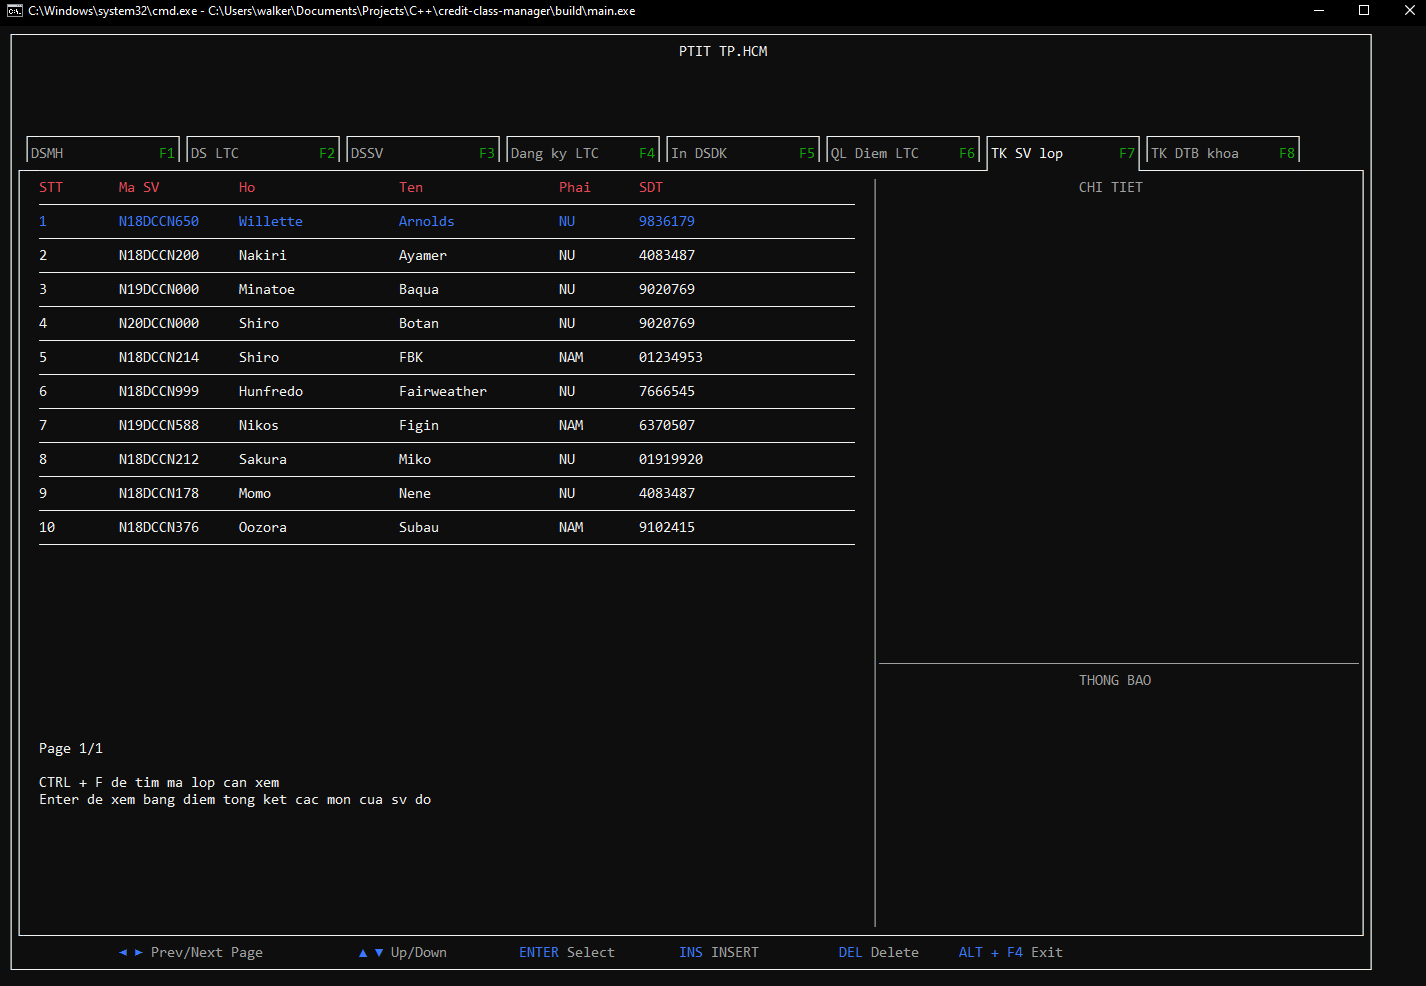 C:\Windows\system32\cmd.exe - C:\Users\walker\Documents\Projects\C++\credit-class-manager\build\main.exe
PTIT TP.HCM
DSMH F1 DS LTC F2 DSSV F3 Dang ky LTC F4 In DSDK F5 QL Diem LTC F6 TK SV lop F7 TK DTB khoa F8
STT Ma SV Ho Ten Phai SDT
1 N18DCCN650 Willette Arnolds NU 9836179
2 N18DCCN200 Nakiri Ayamer NU 4083487
3 N19DCCN000 Minatoe Baqua NU 9020769
4 N20DCCN000 Shiro Botan NU 9020769
5 N18DCCN214 Shiro FBK NAM 01234953
6 N18DCCN999 Hunfredo Fairweather NU 7666545
7 N19DCCN588 Nikos Figin NAM 6370507
8 N18DCCN212 Sakura Miko NU 01919920
9 N18DCCN178 Momo Nene NU 4083487
10 N18DCCN376 Oozora Subau NAM 9102415
Page 1/1
CTRL + F de tim ma lop can xem
Enter de xem bang diem tong ket cac mon cua sv do
CHI TIET
THONG BAO
◄ ► Prev/Next Page ▲ ▼ Up/Down ENTER Select INS INSERT DEL Delete ALT + F4 Exit